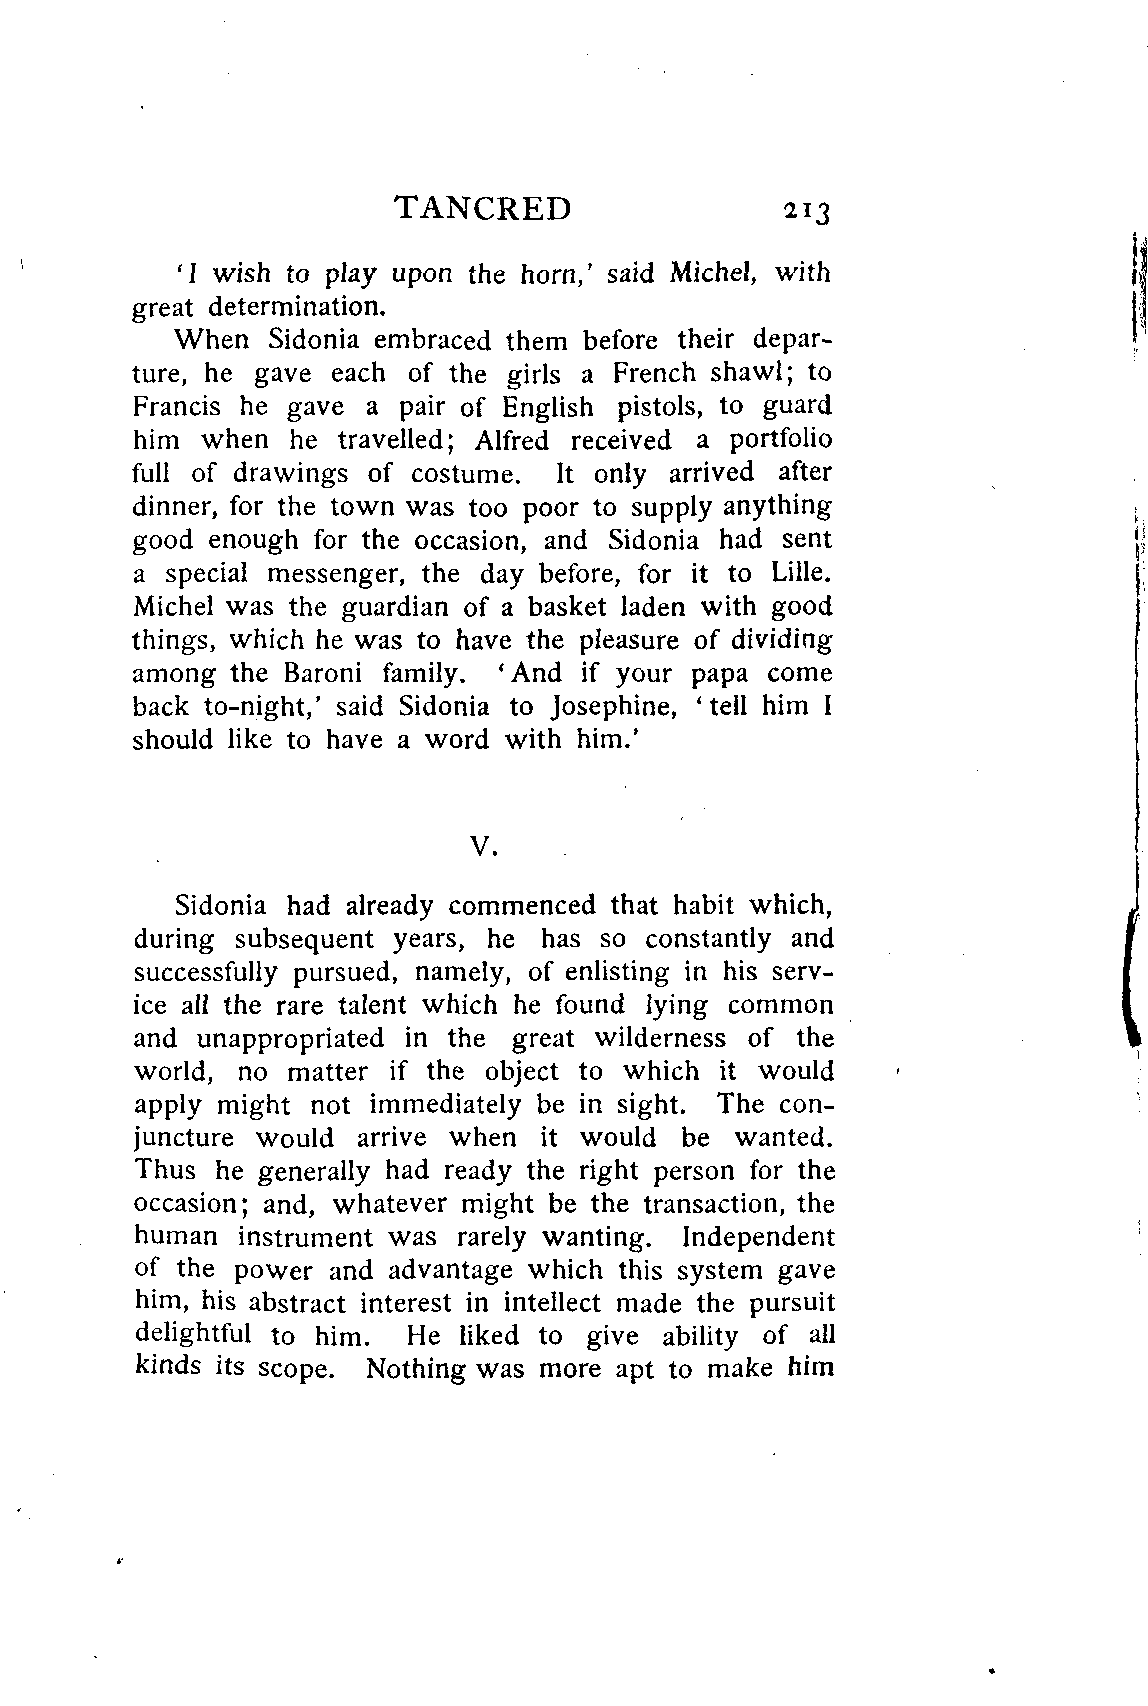 TANCRED 213
‘I wish to play upon the horn,’ said Michel, with
great determination.
When Sidonia embraced them before their depar-
ture, he gave each of the girls a French shawl; to
Francis he gave a pair of English pistols, to guard
him when he travelled; Alfred received a portfolio
full of drawings of costume. It only arrived after
dinner, for the town was too poor to supply anything
good enough for the occasion, and Sidonia had sent
a special messenger, the day before, for it to Lille.
Michel was the guardian of a basket laden with good
things, which he was to have the pleasure of dividing
among the Baroni family. ‘And if your papa come
back to-night,’ said Sidonia to Josephine, ‘tell him I
should like to have a word with him.’
V.
Sidonia had already commenced that habit which,
during subsequent years, he has so constantly and
successfully pursued, namely, of enlisting in his serv-
ice all the rare talent which he found lying common
and unappropriated in the great wilderness of the
world, no matter if the object to which it would
apply might not immediately be in sight. The con-
juncture would arrive when it would be wanted.
Thus he generally had ready the right person for the
occasion; and, whatever might be the transaction, the
human instrument was rarely wanting. Independent
of the power and advantage which this system gave
him, his abstract interest in intellect made the pursuit
delightful to him. He liked to give ability of all
kinds its scope. Nothing was more apt to make him